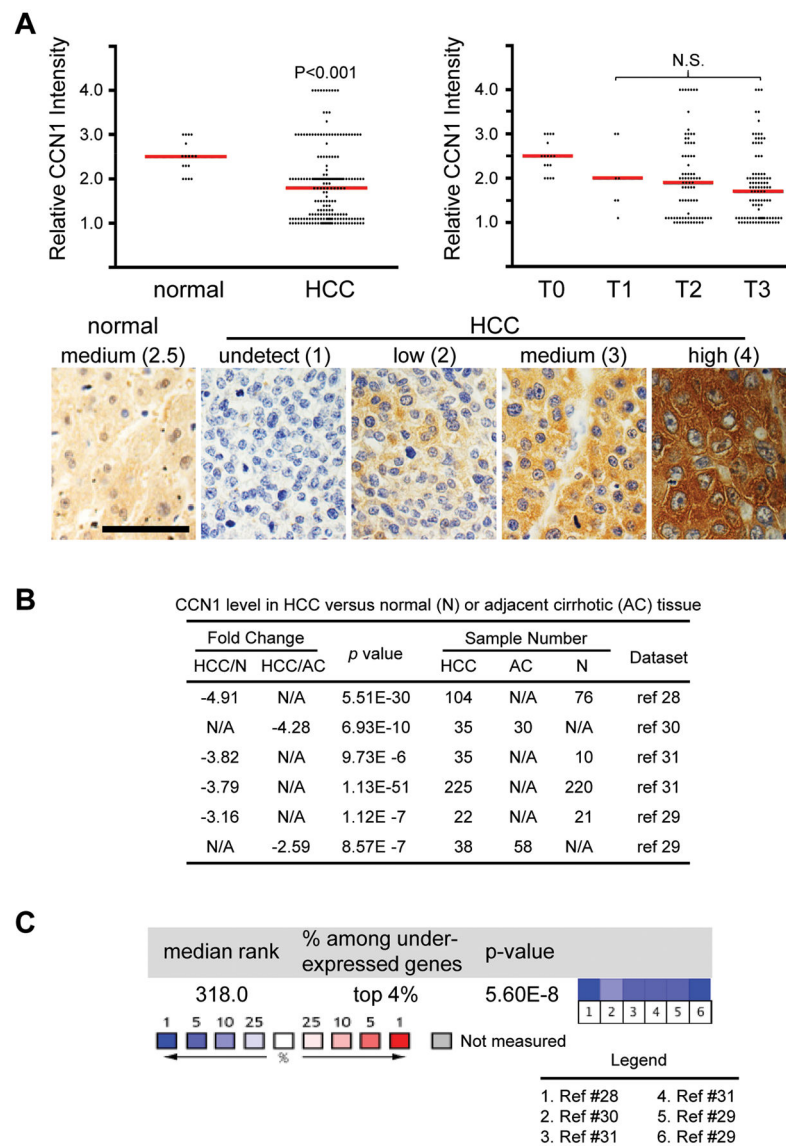 A
Relative CCN1 Intensity
4.0
3.0
2.0
1.0
P<0.001
normal
HCC
Relative CCN1 Intensity
4.0
3.0
2.0
1.0
N.S.
T0 T1 T2 T3
normal
HCC
medium (2.5) undetect (1) low (2) medium (3) high (4)
B
CCN1 level in HCC versus normal (N) or adjacent cirrhotic (AC) tissue
Fold Change p value Sample Number Dataset
HCC/N HCC/AC HCC AC N
-4.91 N/A 5.51E-30 104 N/A 76 ref 28
N/A -4.28 6.93E-10 35 30 N/A ref 30
-3.82 N/A 9.73E -6 35 N/A 10 ref 31
-3.79 N/A 1.13E-51 225 N/A 220 ref 31
-3.16 N/A 1.12E -7 22 N/A 21 ref 29
N/A -2.59 8.57E -7 38 58 N/A ref 29
C
median rank % among under-expressed genes p-value
318.0 top 4% 5.60E-8
1 2 3 4 5 6
1 5 10 25 25 10 5 1
%
Not measured
Legend
1. Ref #28 4. Ref #31
2. Ref #30 5. Ref #29
3. Ref #31 6. Ref #29